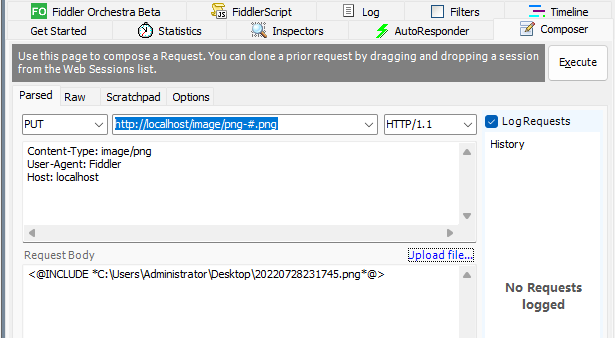 FO Fiddler Orchestra Beta FiddlerScript Log Filters Timeline
Get Started Statistics Inspectors AutoResponder Composer
Use this page to compose a Request. You can clone a prior request by dragging and dropping a session
from the Web Sessions list.
Execute
Parsed Raw Scratchpad Options
PUT http://localhost/image/png-#.png HTTP/1.1
Log Requests
History
Content-Type: image/png
User-Agent: Fiddler
Host: localhost
Request Body Upload file...
<@INCLUDE *C:\Users\Administrator\Desktop\20220728231745.png*@>
No Requests
logged